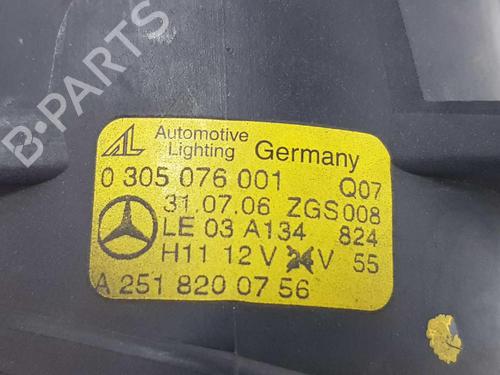 B-PARTS
AL Automotive Lighting Germany
0 305 076 001 Q07
31.07.06 ZGS 008
LE 03 A134 824
H11 12 V 24 V 55
A 251 820 07 56